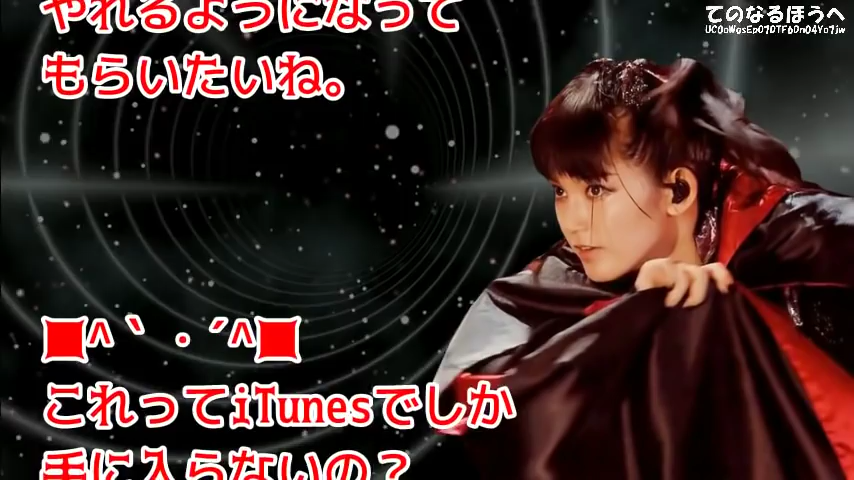 てのなるほうへ
やれるようになって
もらいたいね。
■^｀・´^■
これってiTunesでしか
手に入らないの？